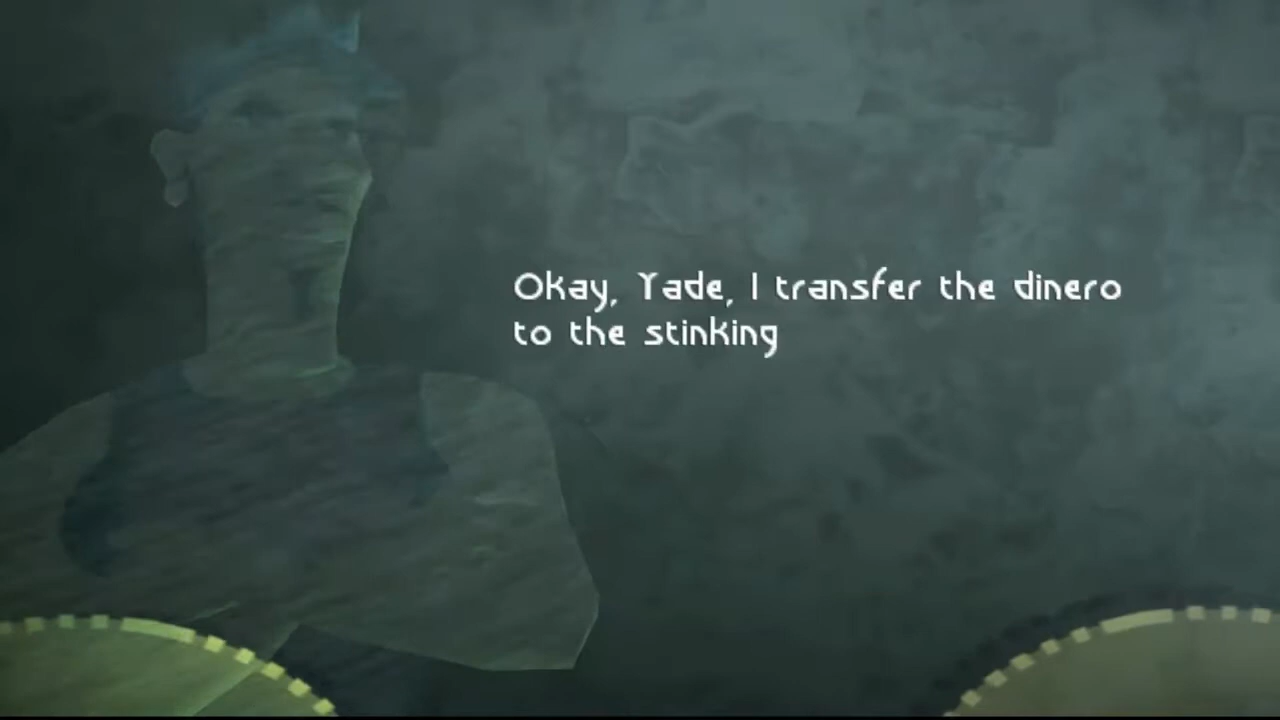 Okay, Yade, I transfer the dinero
to the stinking